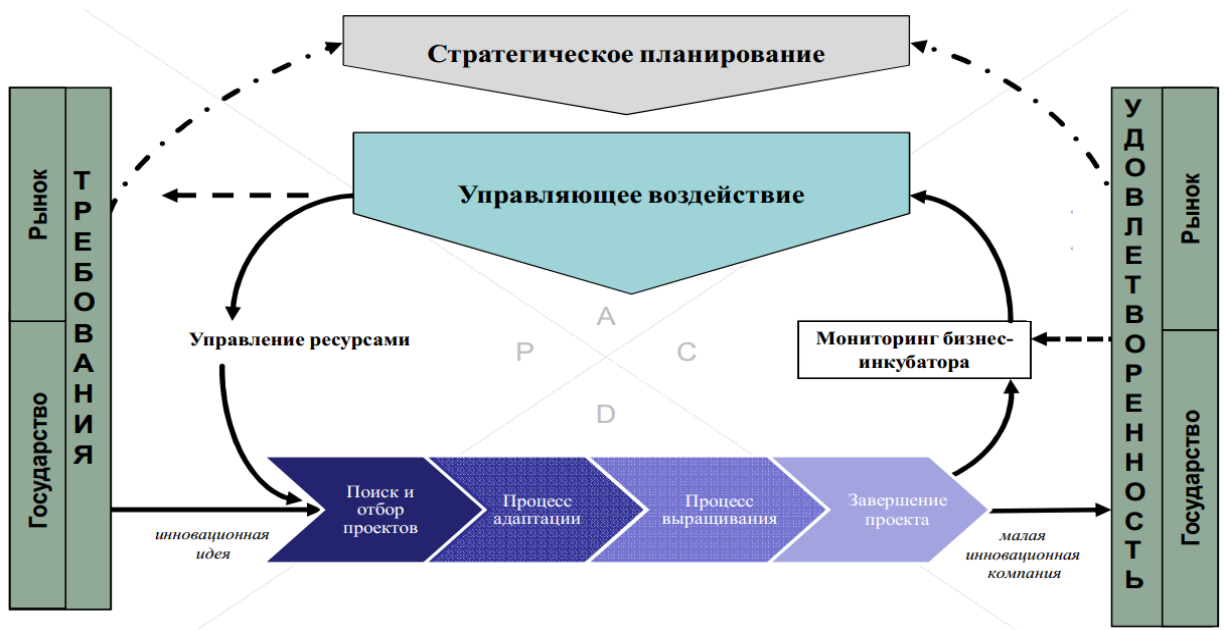 Стратегическое планирование
Управляющее воздействие
Рынок
Государство
ТРЕБОВАНИЯ
Управление ресурсами
A
P
C
D
Мониторинг бизнес-
инкубатора
Поиск и
отбор
проектов
Процесс
адаптации
Процесс
выращивания
Завершение
проекта
инновационная
идея
малая
инновационная
компания
УДОВЛЕТВОРЕННОСТЬ
Рынок
Государство